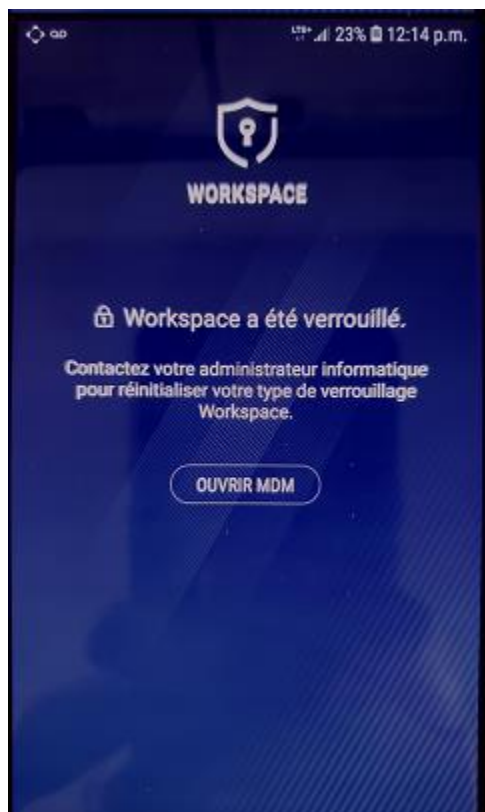 LTE+ 23% 12:14 p.m.
WORKSPACE
Workspace a été verrouillé.
Contactez votre administrateur informatique
pour réinitialiser votre type de verrouillage
Workspace.
OUVRIR MDM